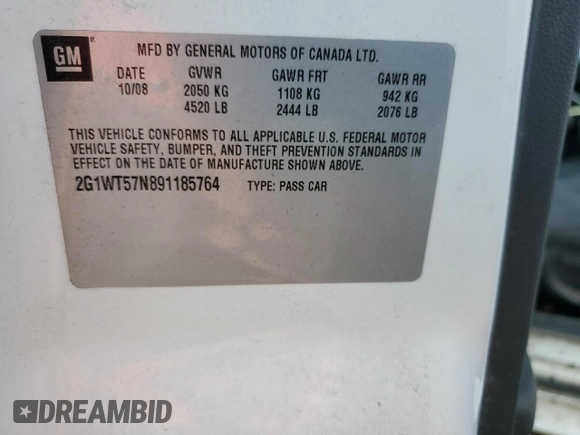 GM
MFD BY GENERAL MOTORS OF CANADA LTD.
DATE GVWR GAWR FRT GAWR RR
10/08 2050 KG 1108 KG 942 KG
4520 LB 2444 LB 2076 LB
THIS VEHICLE CONFORMS TO ALL APPLICABLE U.S. FEDERAL MOTOR
VEHICLE SAFETY, BUMPER, AND THEFT PREVENTION STANDARDS IN
EFFECT ON THE DATE OF MANUFACTURE SHOWN ABOVE.
2G1WT57N891185764 TYPE: PASS CAR
DREAMBID